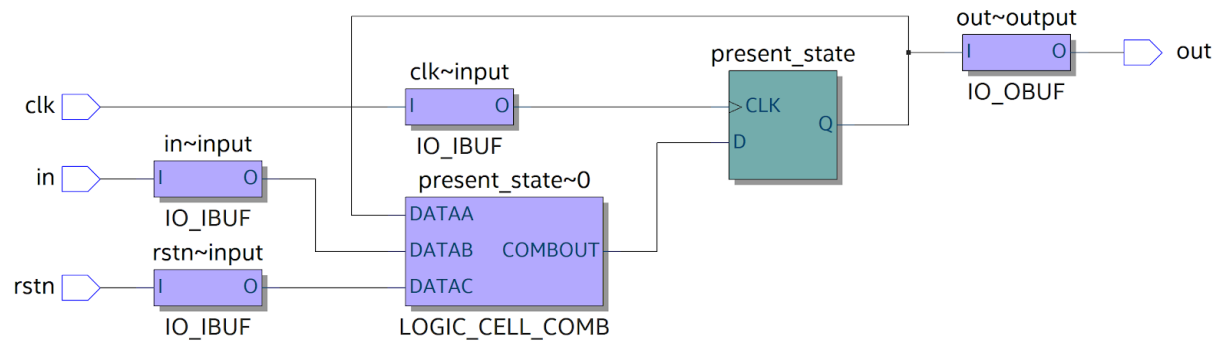 out~output
I
O
out
IO_OBUF
present_state
CLK
Q
D
clk~input
clk
I
O
IO_IBUF
in~input
in
I
O
IO_IBUF
present_state~0
DATAA
DATAB
COMBOUT
DATAC
LOGIC_CELL_COMB
rstn~input
rstn
I
O
IO_IBUF